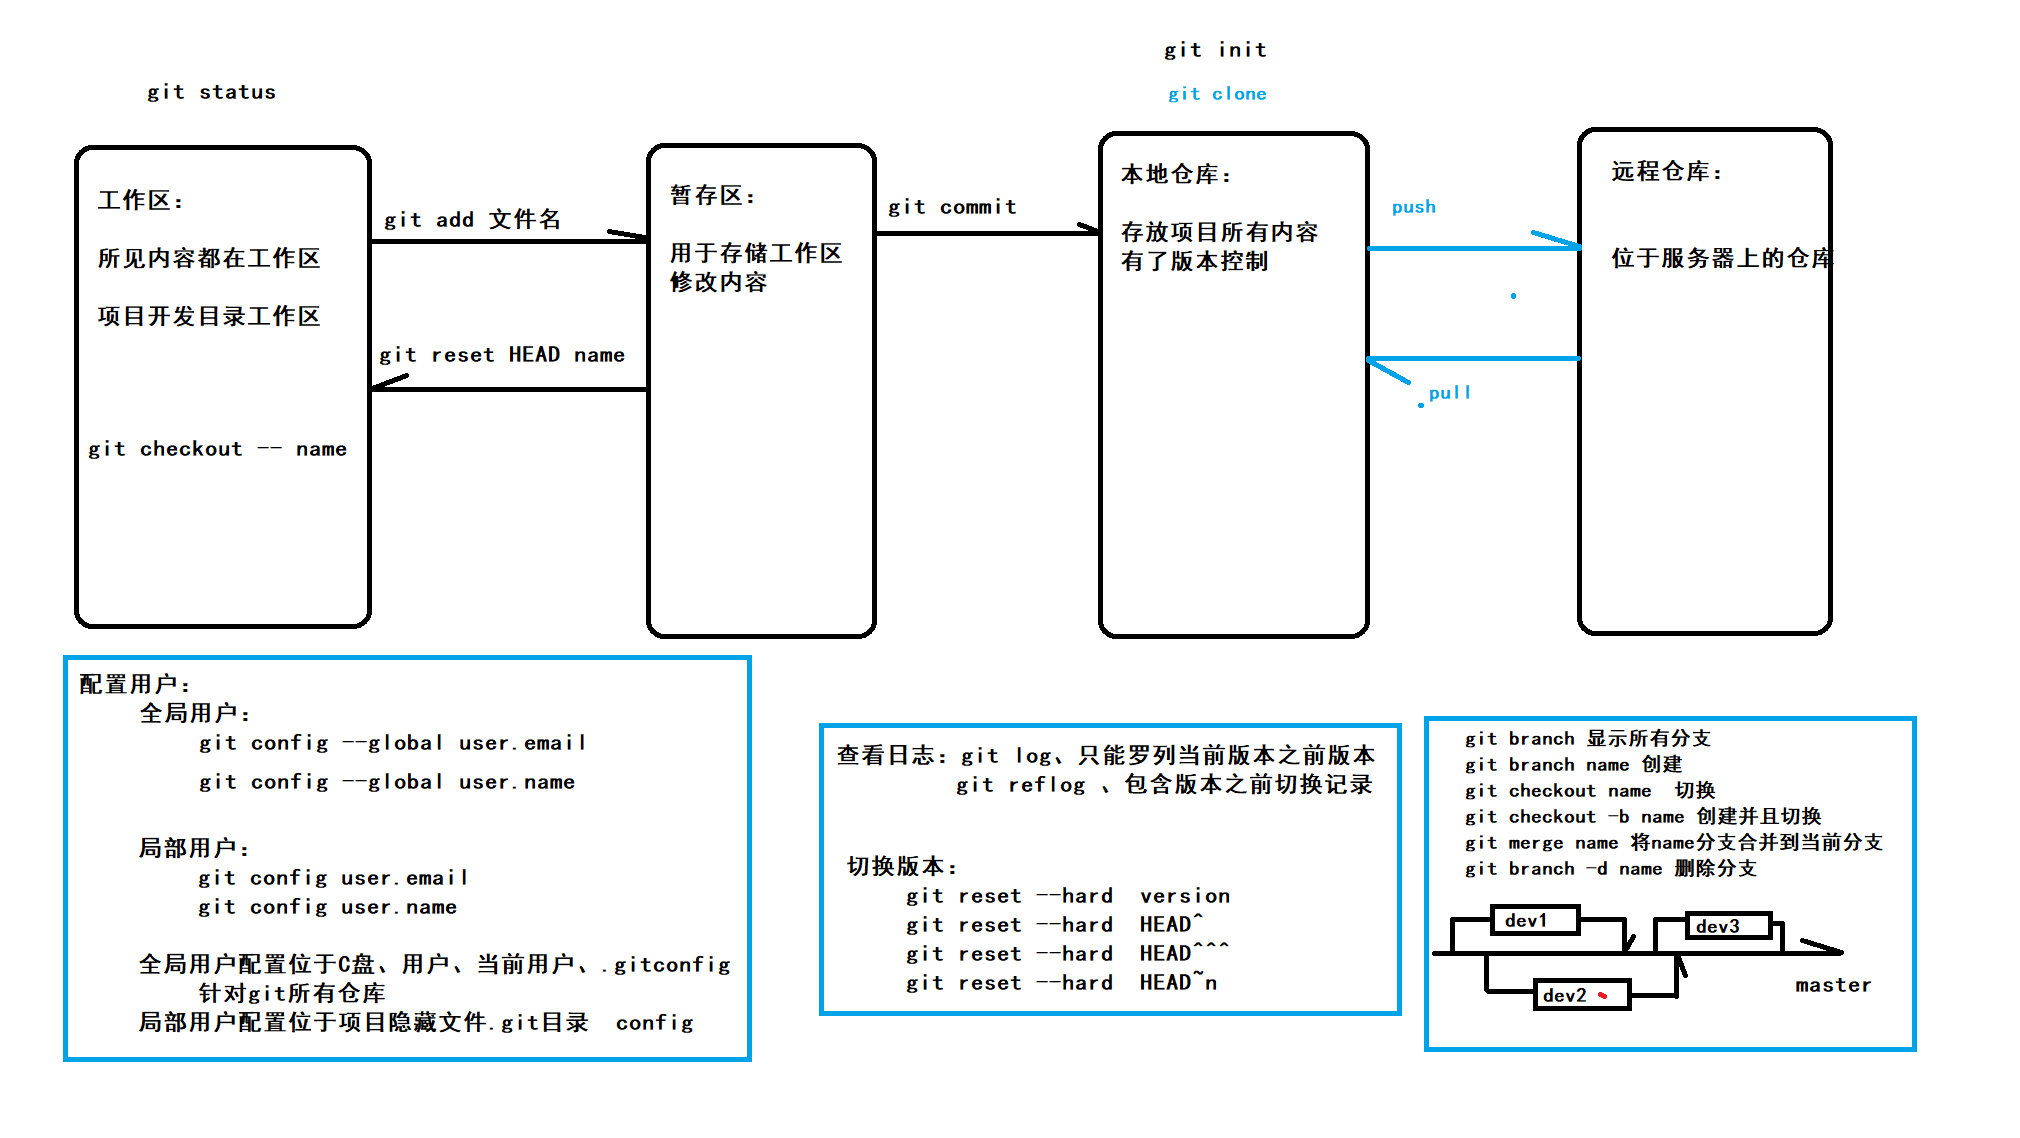 git status
git init
git clone
工作区：
所见内容都在工作区
项目开发目录工作区
git checkout -- name
git add 文件名
git reset HEAD name
暂存区：
用于存储工作区
修改内容
git commit
本地仓库：
存放项目所有内容
有了版本控制
push
pull
远程仓库：
位于服务器上的仓库
配置用户：
全局用户：
git config --global user.email
git config --global user.name
局部用户：
git config user.email
git config user.name
全局用户配置位于C盘、用户、当前用户、.gitconfig
针对git所有仓库
局部用户配置位于项目隐藏文件.git目录  config
查看日志：git log、只能罗列当前版本之前版本
git reflog 、包含版本之前切换记录
切换版本：
git reset --hard  version
git reset --hard  HEAD^
git reset --hard  HEAD^^^
git reset --hard  HEAD~n
git branch 显示所有分支
git branch name 创建
git checkout name  切换
git checkout -b name 创建并且切换
git merge name 将name分支合并到当前分支
git branch -d name 删除分支
dev1
dev3
dev2
master